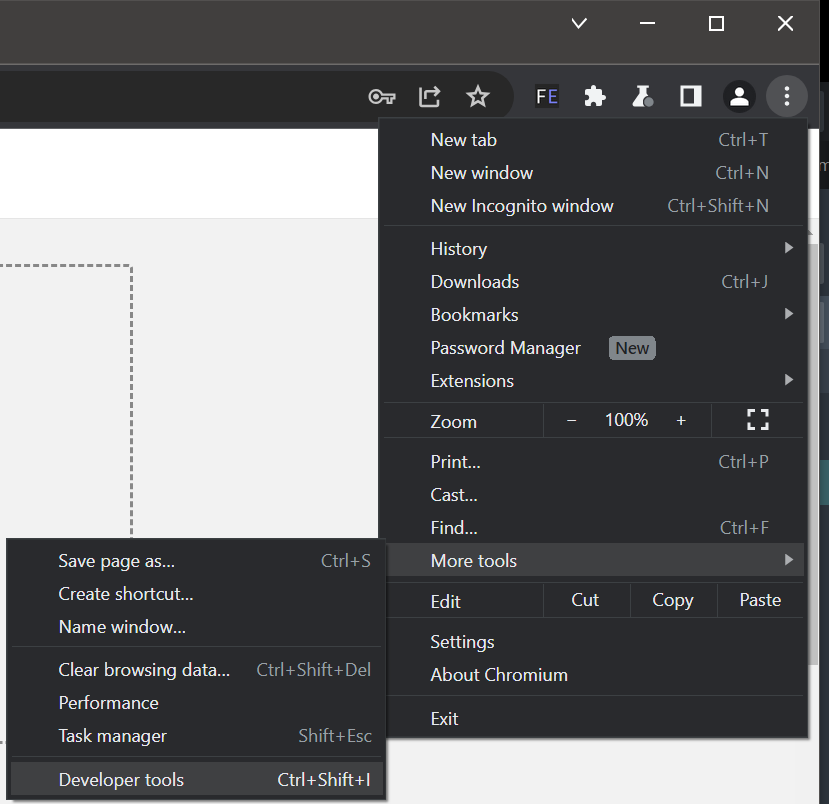 FE
New tab Ctrl+T
New window Ctrl+N
New Incognito window Ctrl+Shift+N
History
Downloads Ctrl+J
Bookmarks
Password Manager New
Extensions
Zoom − 100% +
Print... Ctrl+P
Cast...
Find... Ctrl+F
More tools
Edit Cut Copy Paste
Settings
About Chromium
Exit
Save page as... Ctrl+S
Create shortcut...
Name window...
Clear browsing data... Ctrl+Shift+Del
Performance
Task manager Shift+Esc
Developer tools Ctrl+Shift+I